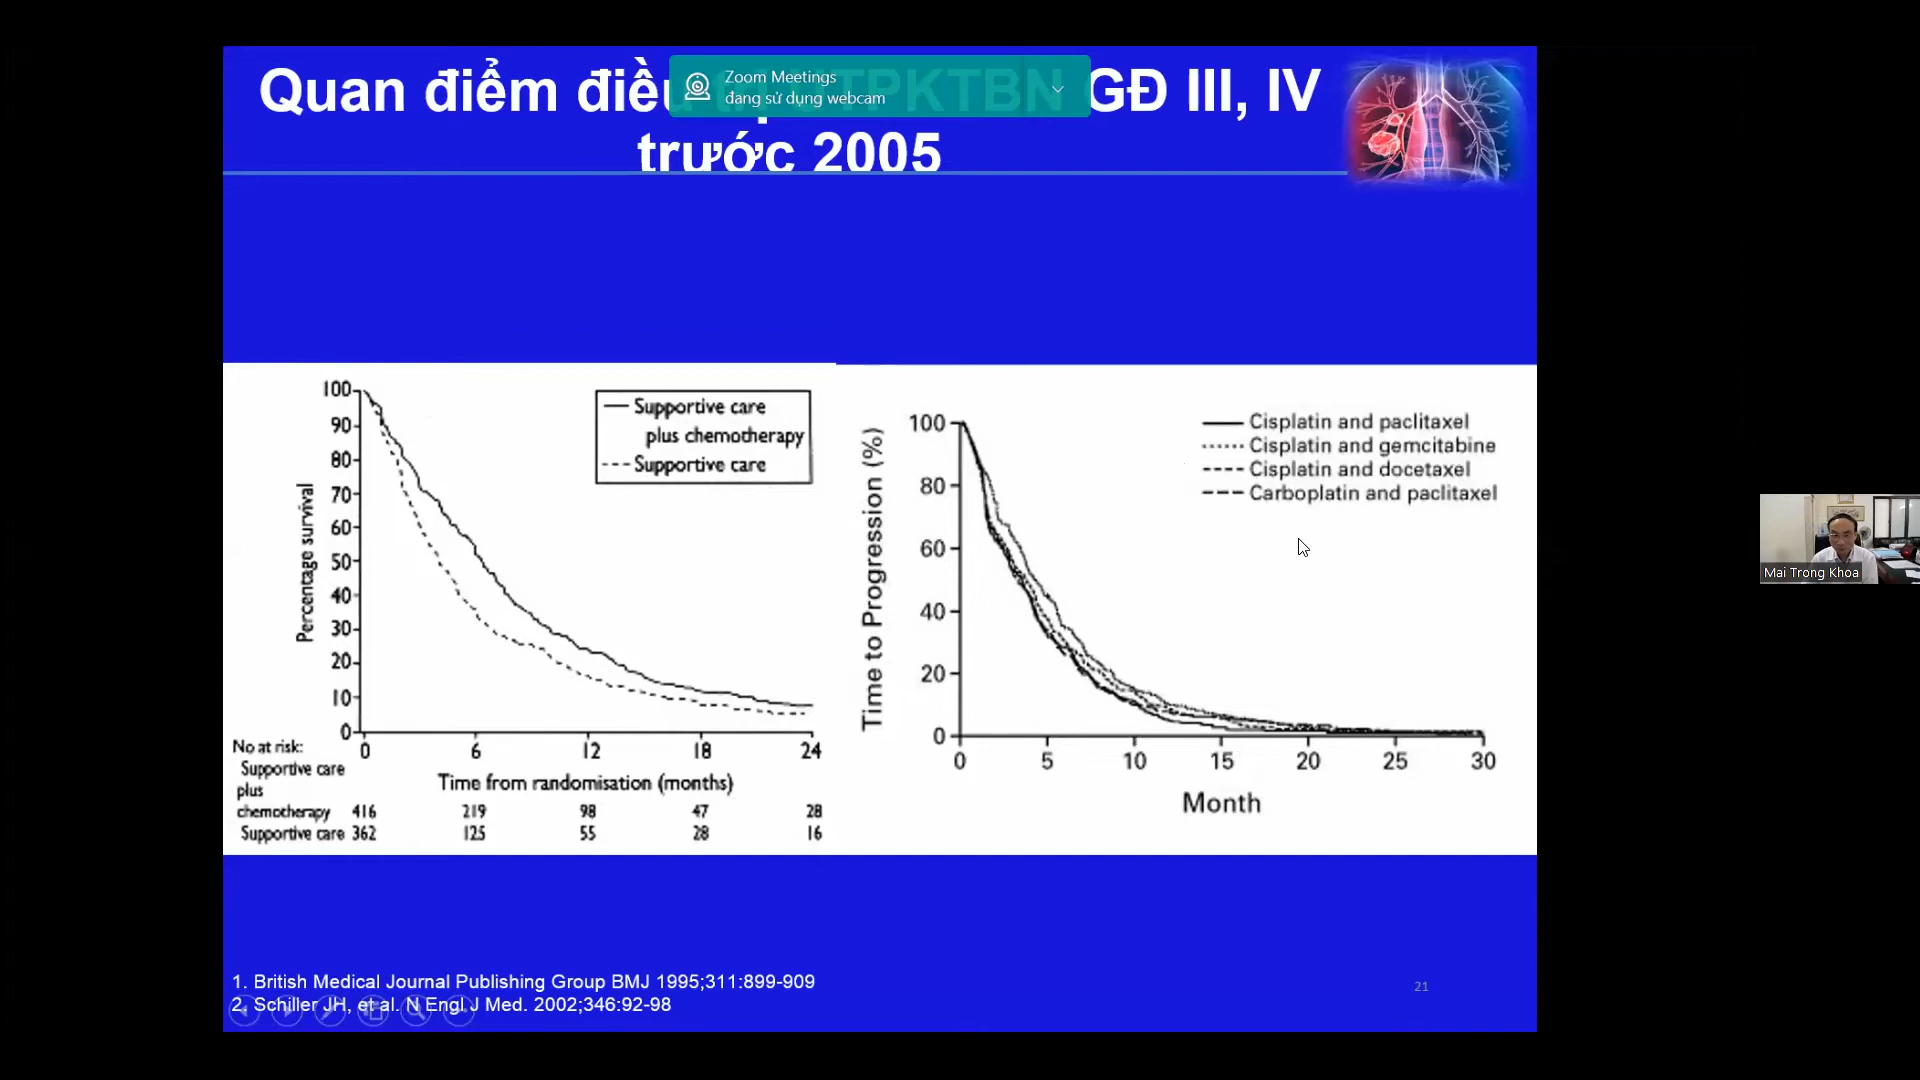 Quan điểm điều TPKTBN GĐ III, IV
trước 2005
Zoom Meetings
đang sử dụng webcam
100
90
80
70
60
50
40
30
20
10
0
Percentage survival
Supportive care
plus chemotherapy
Supportive care
0 6 12 18 24
Time from randomisation (months)
No at risk:
Supportive care
plus
chemotherapy 416 219 98 47 28
Supportive care 362 125 55 28 16
Time to Progression (%)
100
80
60
40
20
0
Cisplatin and paclitaxel
Cisplatin and gemcitabine
Cisplatin and docetaxel
Carboplatin and paclitaxel
0 5 10 15 20 25 30
Month
Mai Trong Khoa
1. British Medical Journal Publishing Group BMJ 1995;311:899-909
2. Schiller JH, et al. N Engl J Med. 2002;346:92-98
21